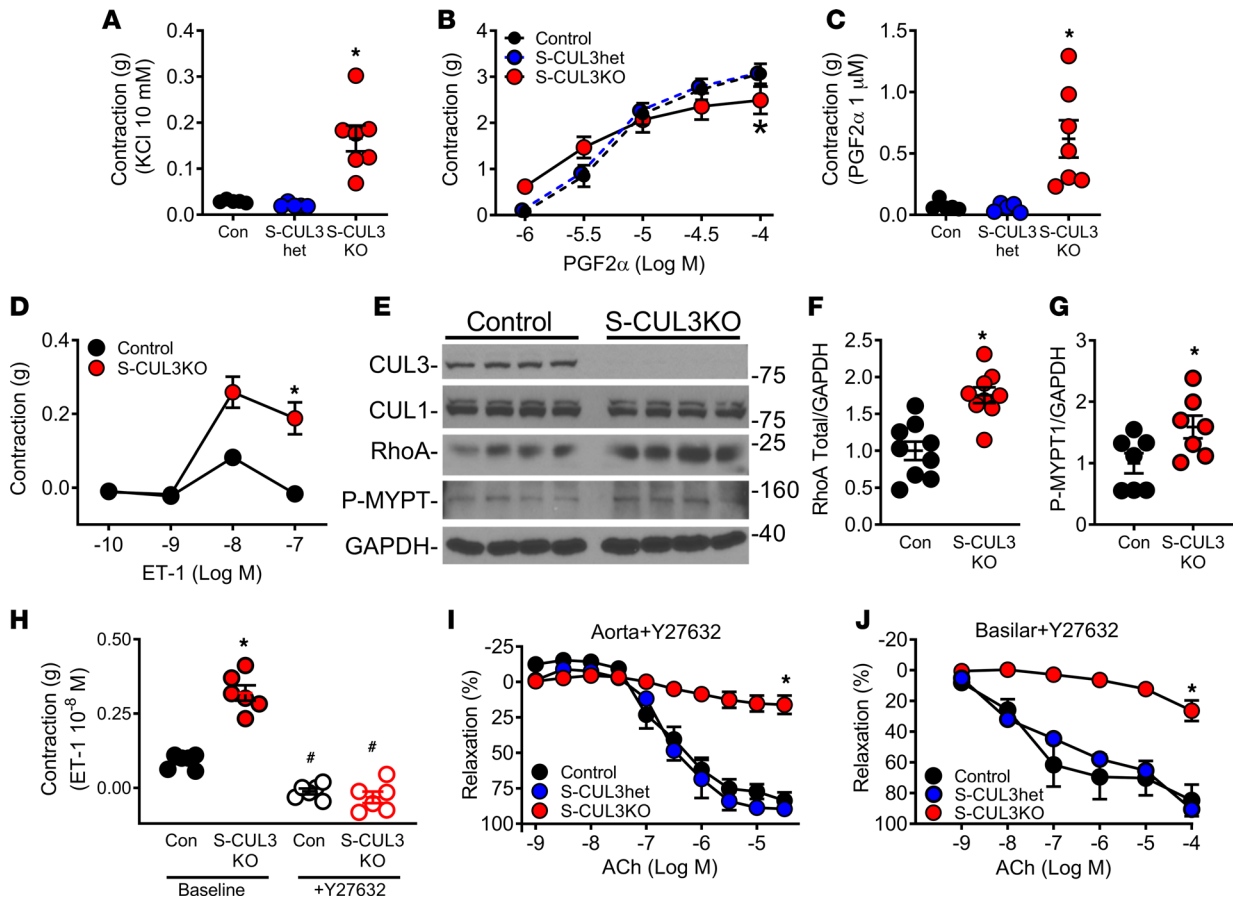 A
Contraction (g)
(KCl 10 mM)
0.4
0.3
0.2
0.1
0.0
*
Con
S-CUL3
het
S-CUL3
KO
B
Contraction (g)
4
3
2
1
0
Control
S-CUL3het
S-CUL3KO
*
-6
-5.5
-5
-4.5
-4
PGF2α (Log M)
C
Contraction (g)
(PGF2α 1 μM)
1.5
1.0
0.5
0.0
*
Con
S-CUL3
het
S-CUL3
KO
D
Contraction (g)
0.4
0.2
0.0
Control
S-CUL3KO
*
-10
-9
-8
-7
ET-1 (Log M)
E
Control
S-CUL3KO
CUL3-
-75
CUL1-
-75
RhoA-
-25
P-MYPT-
-160
GAPDH-
-40
F
RhoA Total/GAPDH
2.5
2.0
1.5
1.0
0.5
0.0
*
Con
S-CUL3
KO
G
P-MYPT1/GAPDH
3
2
1
0
*
Con
S-CUL3
KO
H
Contraction (g)
(ET-1 10-8 M)
0.50
0.25
0.00
*
#
#
Con
S-CUL3
KO
Con
S-CUL3
KO
Baseline
+Y27632
I
Aorta+Y27632
Relaxation (%)
-25
0
25
50
75
100
*
Control
S-CUL3het
S-CUL3KO
-9
-8
-7
-6
-5
ACh (Log M)
J
Basilar+Y27632
Relaxation (%)
20
0
20
40
60
80
100
*
Control
S-CUL3het
S-CUL3KO
-9
-8
-7
-6
-5
-4
ACh (Log M)